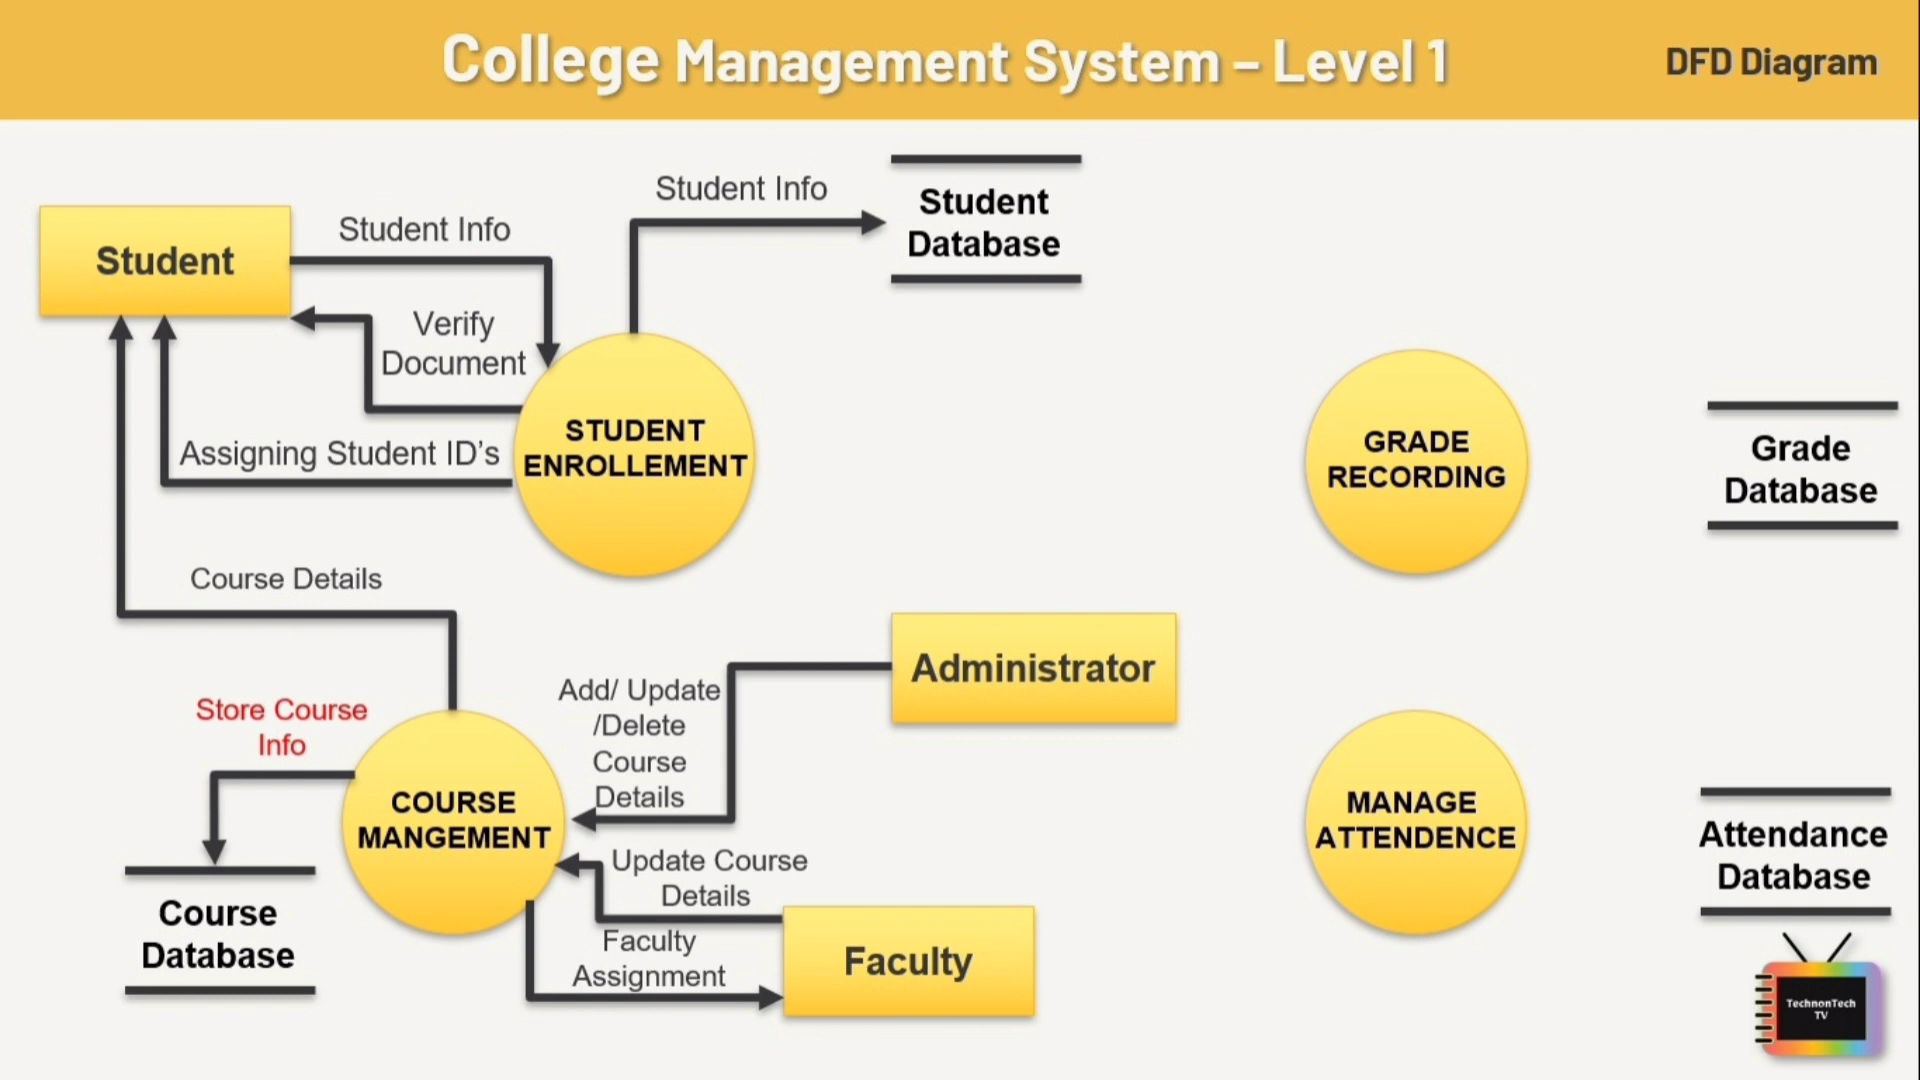 College Management System – Level 1
DFD Diagram
Student Info
Student
Database
Student
Student Info
Verify
Document
STUDENT
ENROLLEMENT
Assigning Student ID’s
GRADE
RECORDING
Grade
Database
Course Details
Administrator
Add/ Update
/Delete
Course
Details
Store Course
Info
COURSE
MANGEMENT
MANAGE
ATTENDENCE
Attendance
Database
Update Course
Details
Course
Database
Faculty
Assignment
Faculty
TechnonTech
TV